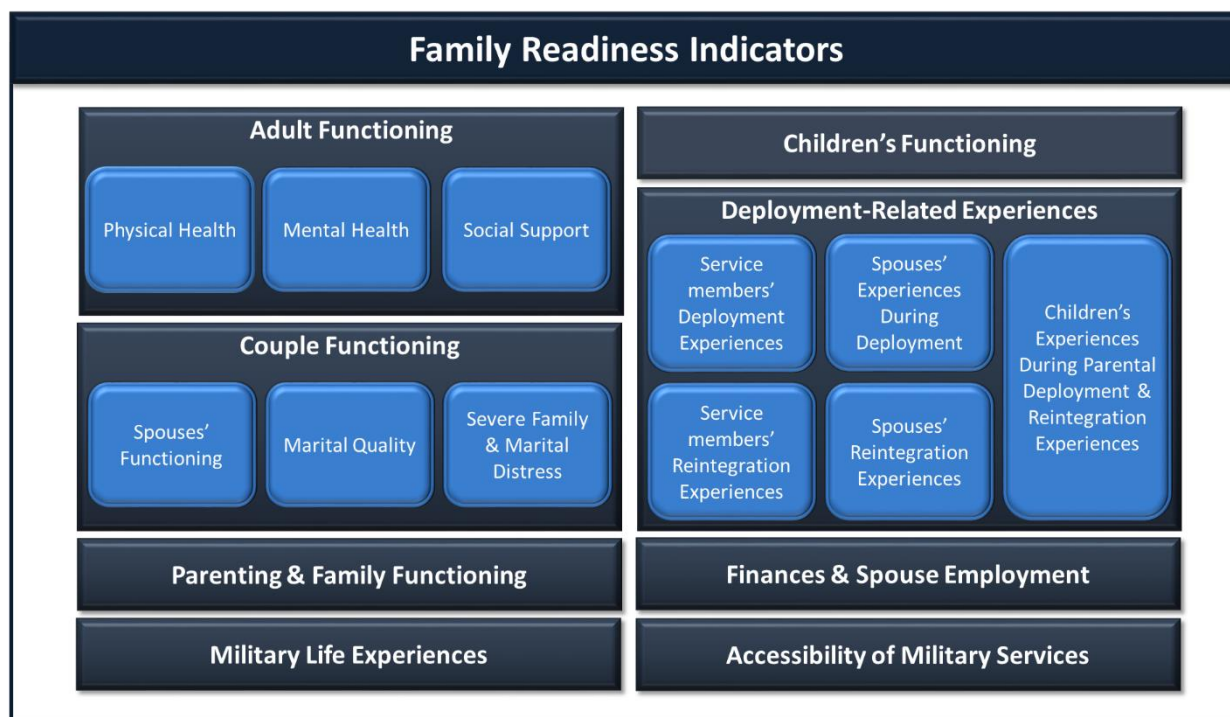 Family Readiness Indicators
Adult Functioning
Physical Health
Mental Health
Social Support
Couple Functioning
Spouses’
Functioning
Marital Quality
Severe Family
& Marital
Distress
Parenting & Family Functioning
Military Life Experiences
Children’s Functioning
Deployment-Related Experiences
Service
members’
Deployment
Experiences
Spouses’
Experiences
During
Deployment
Children’s
Experiences
During Parental
Deployment &
Reintegration
Experiences
Service
members’
Reintegration
Experiences
Spouses’
Reintegration
Experiences
Finances & Spouse Employment
Accessibility of Military Services